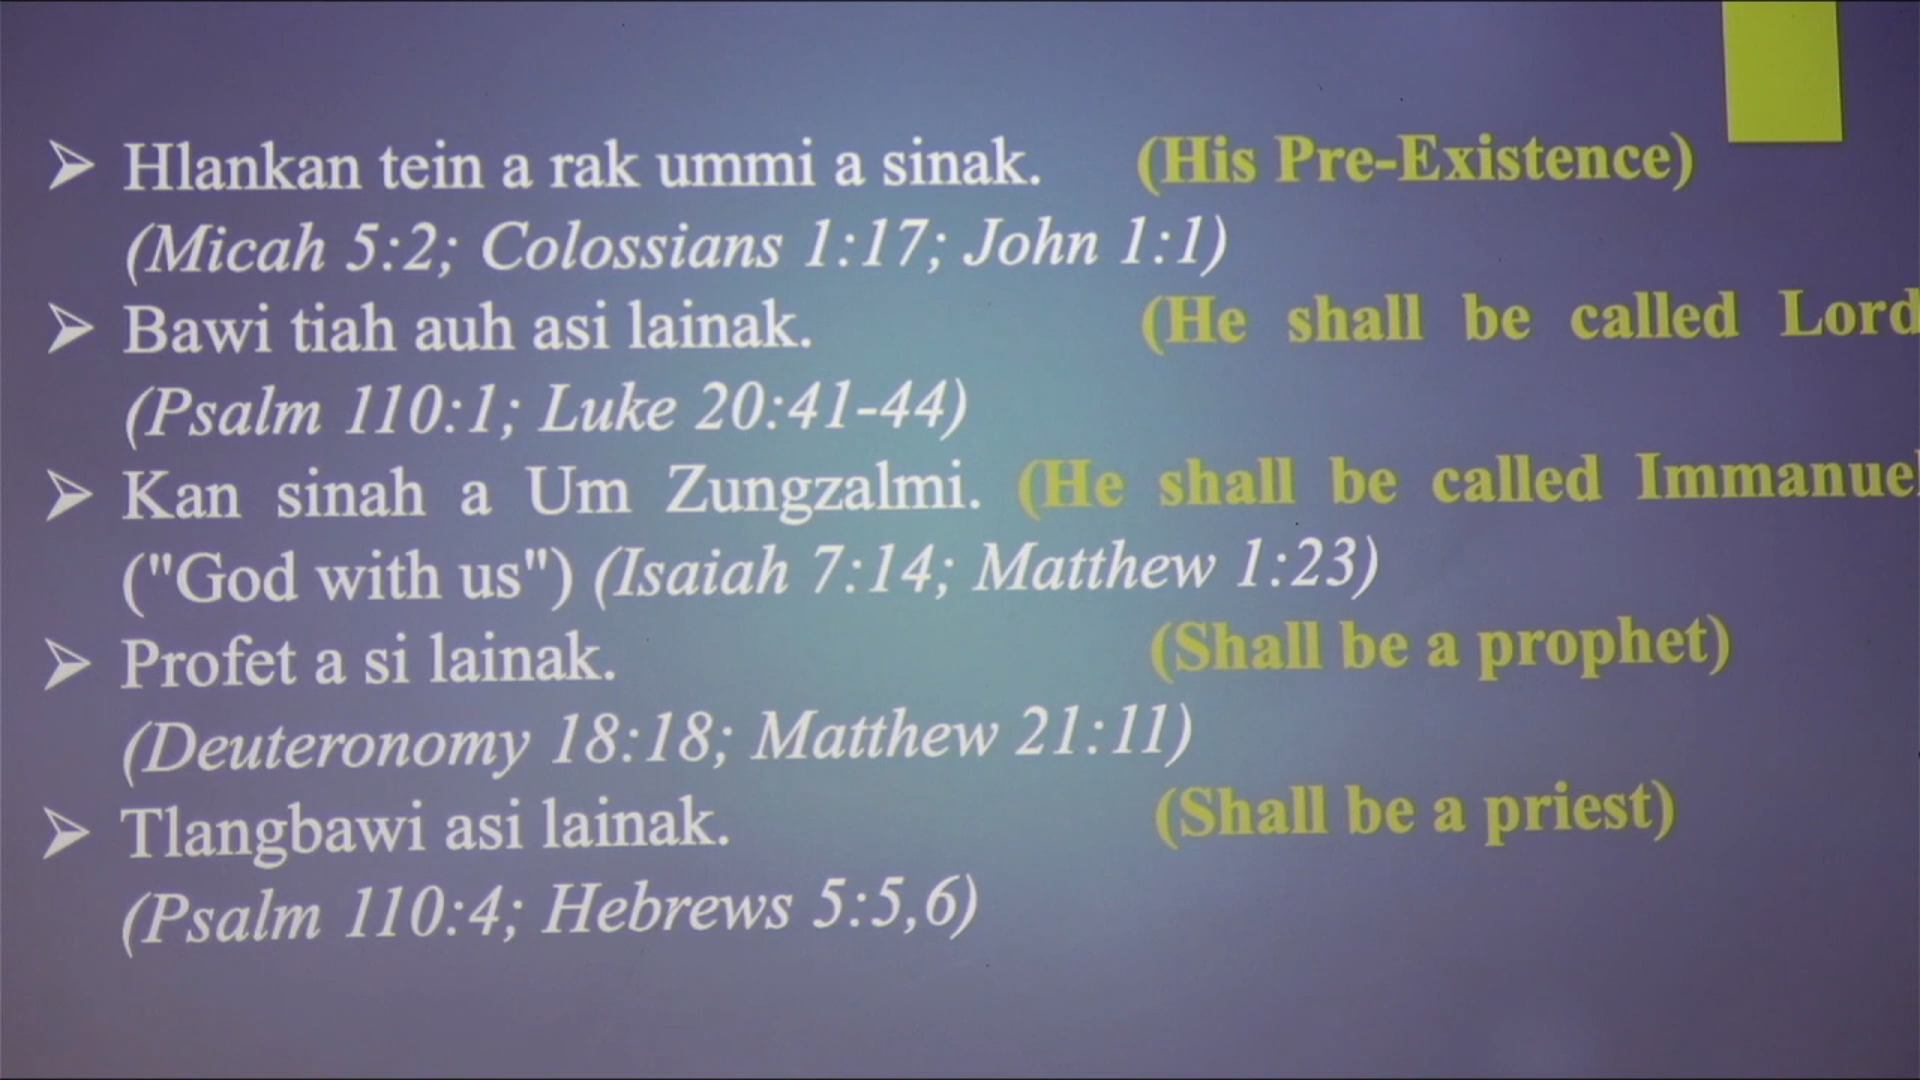 ➢ Hlankan tein a rak ummi a sinak. (His Pre-Existence)
(Micah 5:2; Colossians 1:17; John 1:1)
➢ Bawi tiah auh asi lainak. (He shall be called Lord
(Psalm 110:1; Luke 20:41-44)
➢ Kan sinah a Um Zungzalmi. (He shall be called Immanuel
("God with us") (Isaiah 7:14; Matthew 1:23)
➢ Profet a si lainak. (Shall be a prophet)
(Deuteronomy 18:18; Matthew 21:11)
➢ Tlangbawi asi lainak. (Shall be a priest)
(Psalm 110:4; Hebrews 5:5,6)